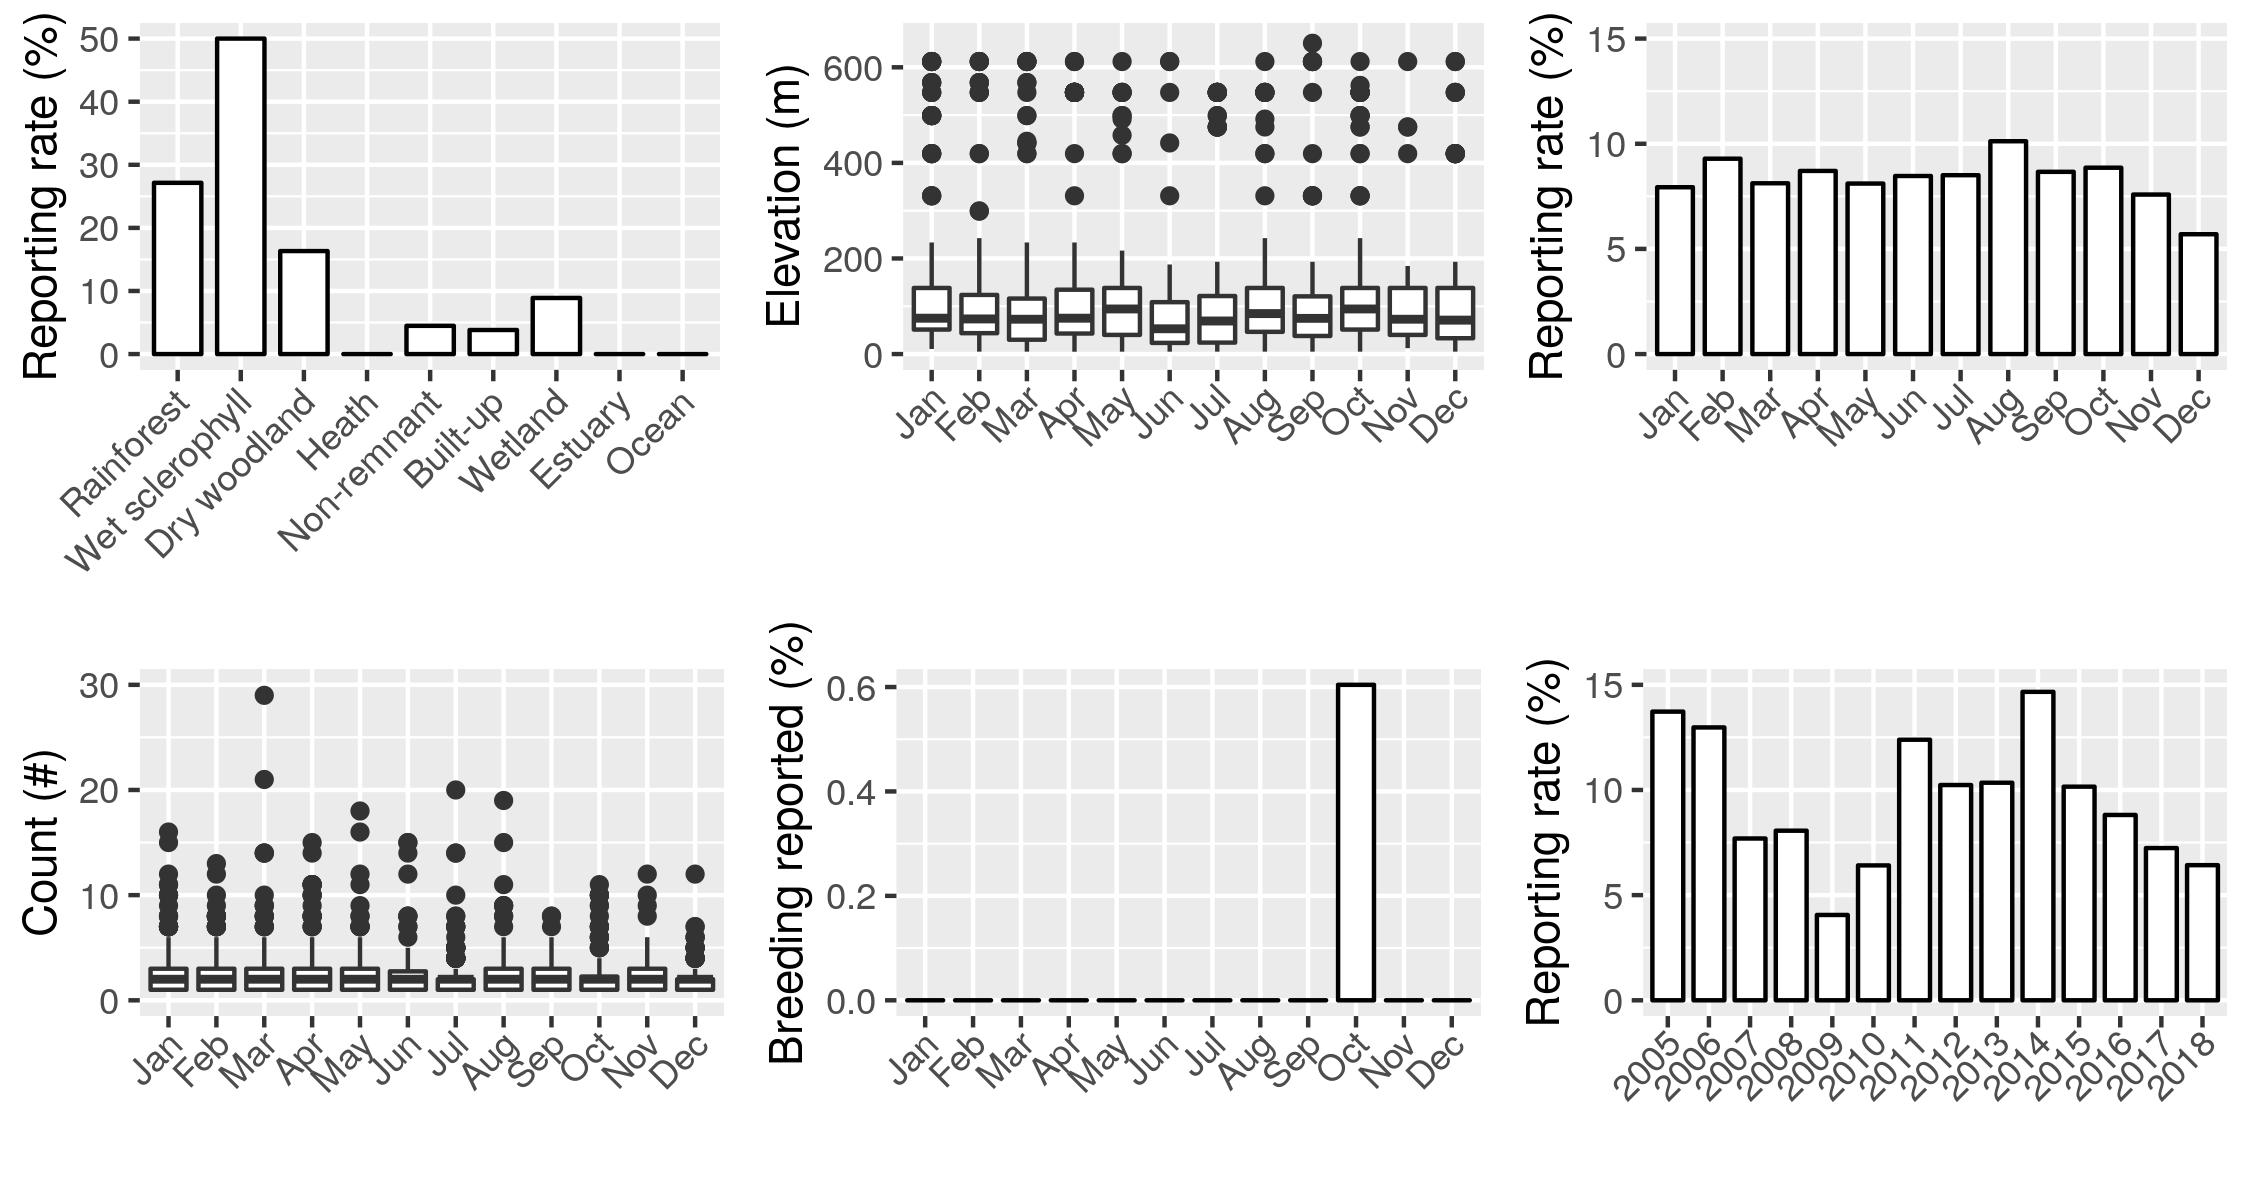 Reporting rate (%)
50
40
30
20
10
0
Rainforest
Wet sclerophyll
Dry woodland
Heath
Non-remnant
Built-up
Wetland
Estuary
Ocean
Elevation (m)
600
400
200
0
Jan
Feb
Mar
Apr
May
Jun
Jul
Aug
Sep
Oct
Nov
Dec
Reporting rate (%)
15
10
5
0
Jan
Feb
Mar
Apr
May
Jun
Jul
Aug
Sep
Oct
Nov
Dec
Count (#)
30
20
10
0
Jan
Feb
Mar
Apr
May
Jun
Jul
Aug
Sep
Oct
Nov
Dec
Breeding reported (%)
0.6
0.4
0.2
0.0
Jan
Feb
Mar
Apr
May
Jun
Jul
Aug
Sep
Oct
Nov
Dec
Reporting rate (%)
15
10
5
0
2005
2006
2007
2008
2009
2010
2011
2012
2013
2014
2015
2016
2017
2018